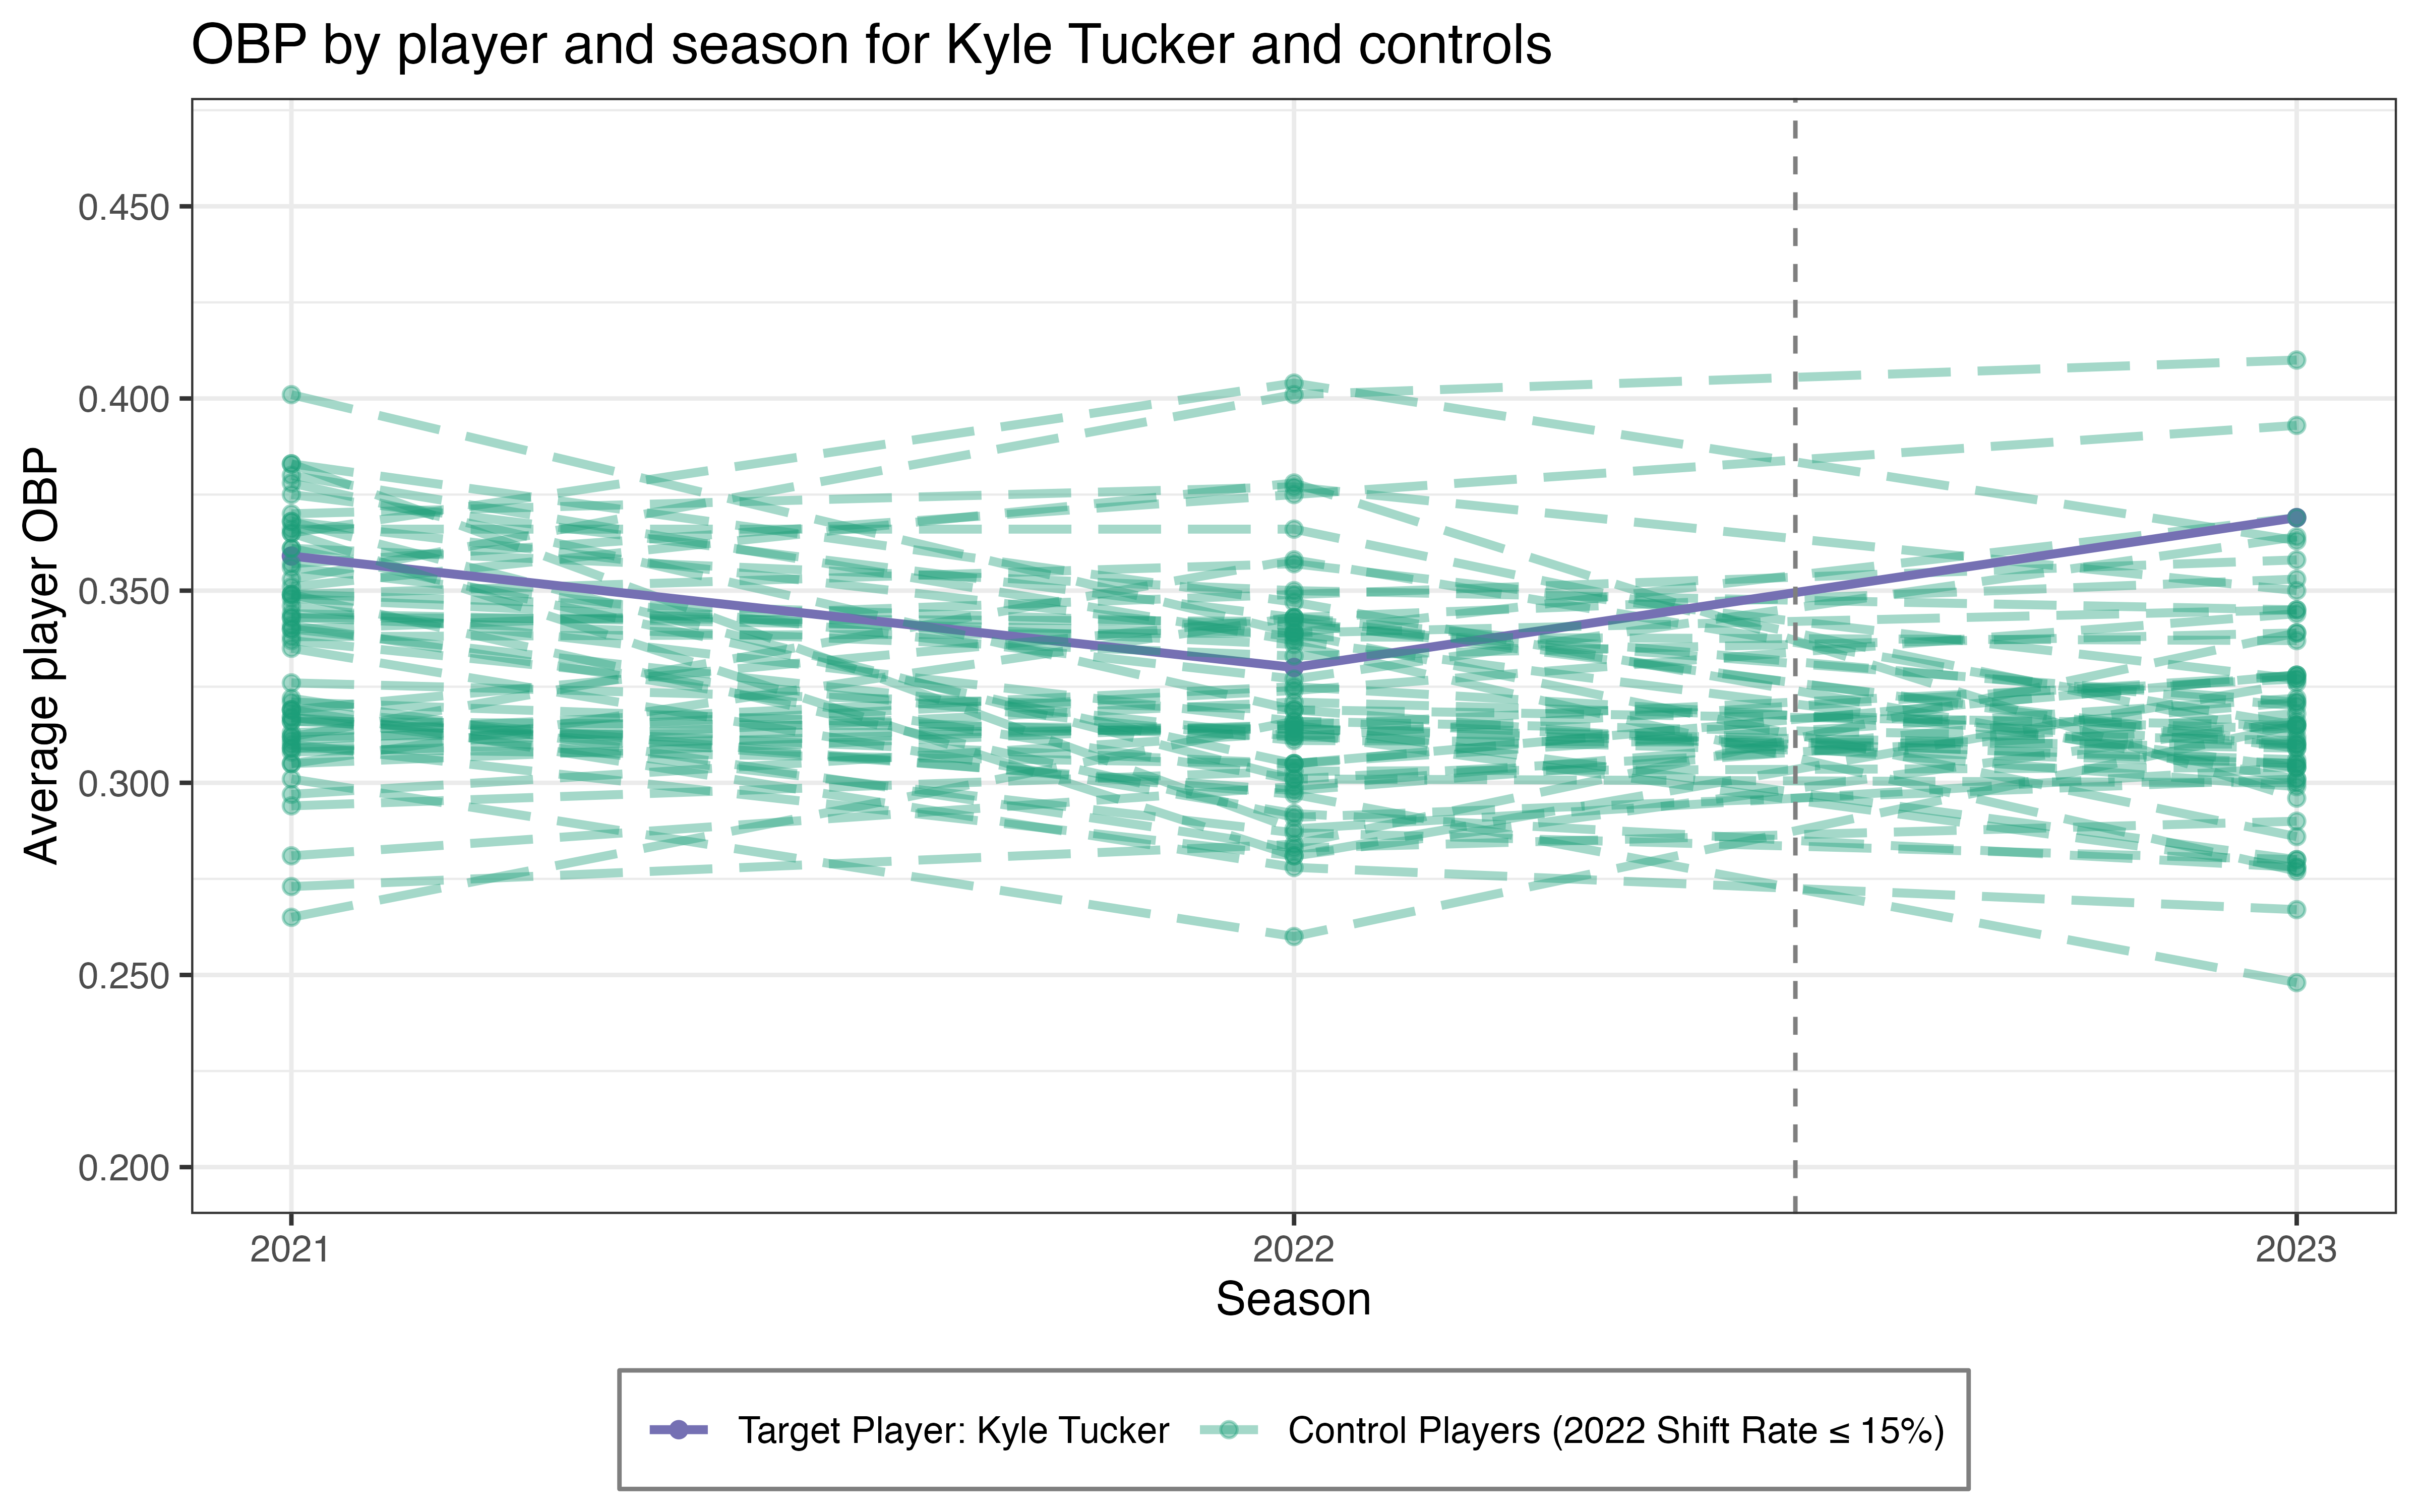 OBP by player and season for Kyle Tucker and controls
Average player OBP
0.450
0.400
0.350
0.300
0.250
0.200
2021 2022 2023
Season
Target Player: Kyle Tucker Control Players (2022 Shift Rate ≤ 15%)